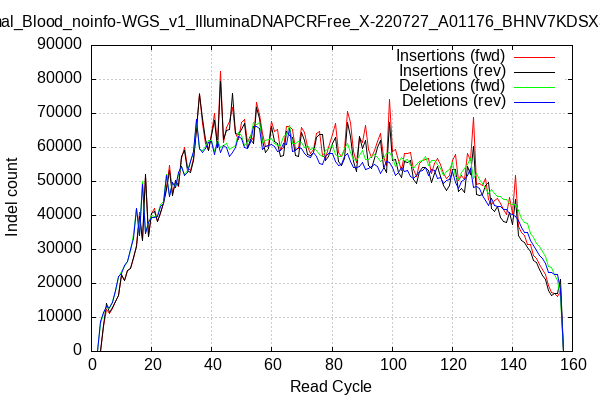 nal_Blood_noinfo-WGS_v1_IlluminaDNAPCRFree_X-220727_A01176_BHNV7KDSX
Insertions (fwd)
Insertions (rev)
Deletions (fwd)
Deletions (rev)
90000
80000
70000
60000
50000
40000
30000
20000
10000
0
Indel count
0 20 40 60 80 100 120 140 160
Read Cycle